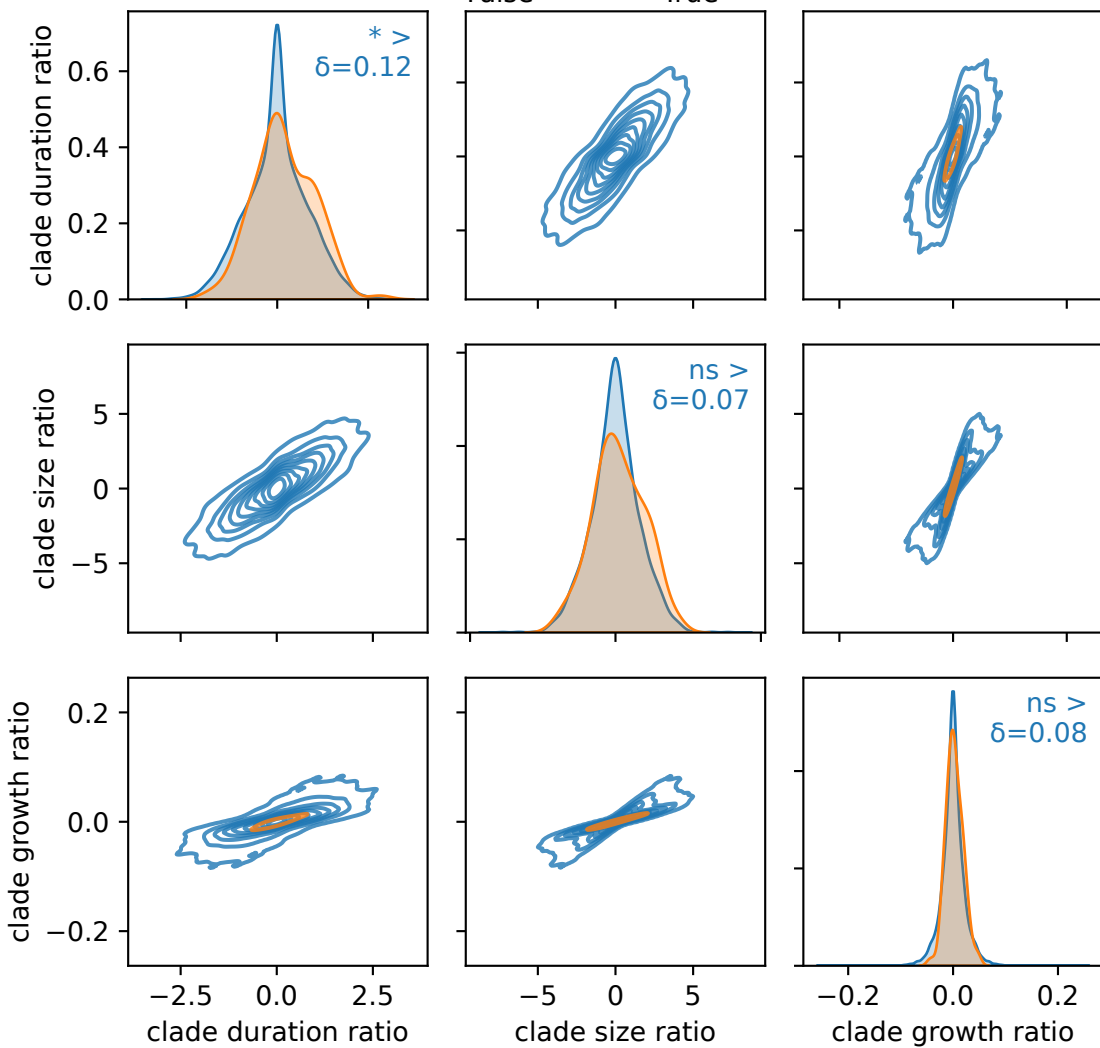 True
clade duration ratio
0.6
0.4
0.2
0.0
* >
δ=0.12
clade size ratio
5
0
−5
ns >
δ=0.07
clade growth ratio
0.2
0.0
−0.2
ns >
δ=0.08
−2.5 0.0 2.5
−5 0 5
−0.2 0.0 0.2
clade duration ratio
clade size ratio
clade growth ratio